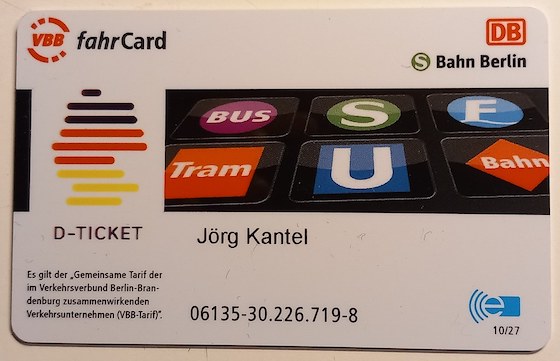 VBB fahrCard
DB
S Bahn Berlin
BUS
S
F
Tram
U
Bahn
D-TICKET
Jörg Kantel
Es gilt der „Gemeinsame Tarif der
im Verkehrsverbund Berlin-Bran-
denburg zusammenwirkenden
Verkehrsunternehmen (VBB-Tarif)“.
06135-30.226.719-8
e
10/27